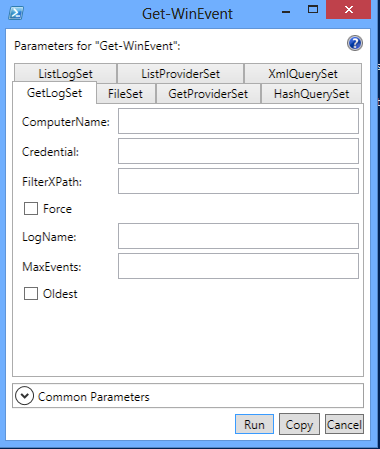 Get-WinEvent
Parameters for "Get-WinEvent":
ListLogSet ListProviderSet XmlQuerySet
GetLogSet FileSet GetProviderSet HashQuerySet
ComputerName:
Credential:
FilterXPath:
Force
LogName:
MaxEvents:
Oldest
Common Parameters
Run Copy Cancel